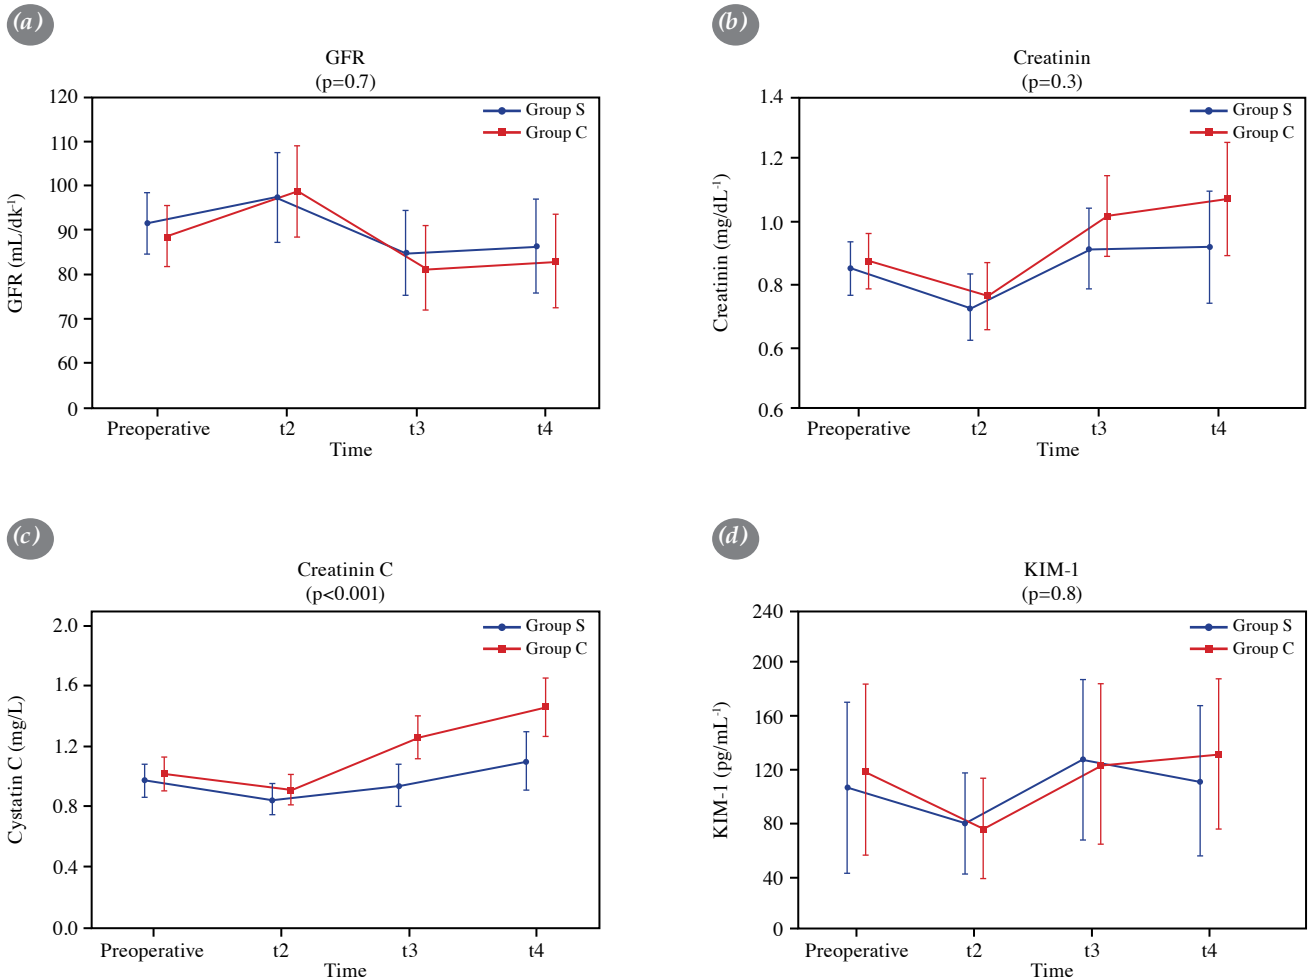 (a)
GFR
(p=0.7)
Group S
Group C
GFR (mL/dk-1)
120
110
100
90
80
70
60
0
Preoperative t2 t3 t4
Time
(b)
Creatinin
(p=0.3)
Group S
Group C
Creatinin (mg/dL-1)
1.4
1.2
1.0
0.8
0.6
0.6
Preoperative t2 t3 t4
Time
(c)
Creatinin C
(p<0.001)
Group S
Group C
Cystatin C (mg/L)
2.0
1.6
1.2
0.8
0.4
0.0
Preoperative t2 t3 t4
Time
(d)
KIM-1
(p=0.8)
Group S
Group C
KIM-1 (pg/mL-1)
240
200
160
120
80
40
0
Preoperative t2 t3 t4
Time